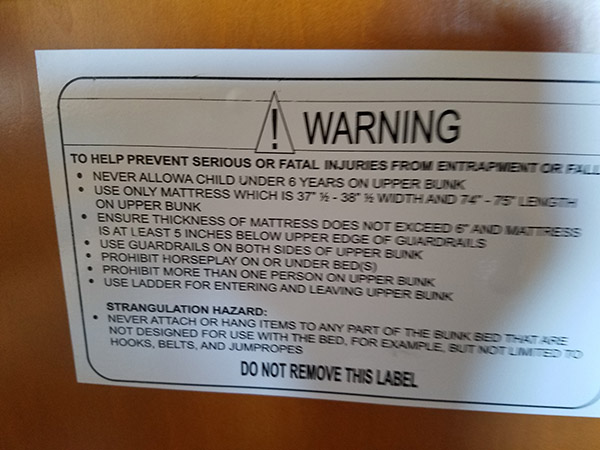 WARNING
TO HELP PREVENT SERIOUS OR FATAL INJURIES FROM ENTRAPMENT OR FALL
• NEVER ALLOWA CHILD UNDER 6 YEARS ON UPPER BUNK
• USE ONLY MATTRESS WHICH IS 37" ½ - 38" ½ WIDTH AND 74" - 75" LENGTH
ON UPPER BUNK
• ENSURE THICKNESS OF MATTRESS DOES NOT EXCEED 6" AND MATTRESS
IS AT LEAST 5 INCHES BELOW UPPER EDGE OF GUARDRAILS
• USE GUARDRAILS ON BOTH SIDES OF UPPER BUNK
• PROHIBIT HORSEPLAY ON OR UNDER BED(S)
• PROHIBIT MORE THAN ONE PERSON ON UPPER BUNK
• USE LADDER FOR ENTERING AND LEAVING UPPER BUNK
STRANGULATION HAZARD:
• NEVER ATTACH OR HANG ITEMS TO ANY PART OF THE BUNK BED THAT ARE
NOT DESIGNED FOR USE WITH THE BED, FOR EXAMPLE, BUT NOT LIMITED TO
HOOKS, BELTS, AND JUMPROPES
DO NOT REMOVE THIS LABEL